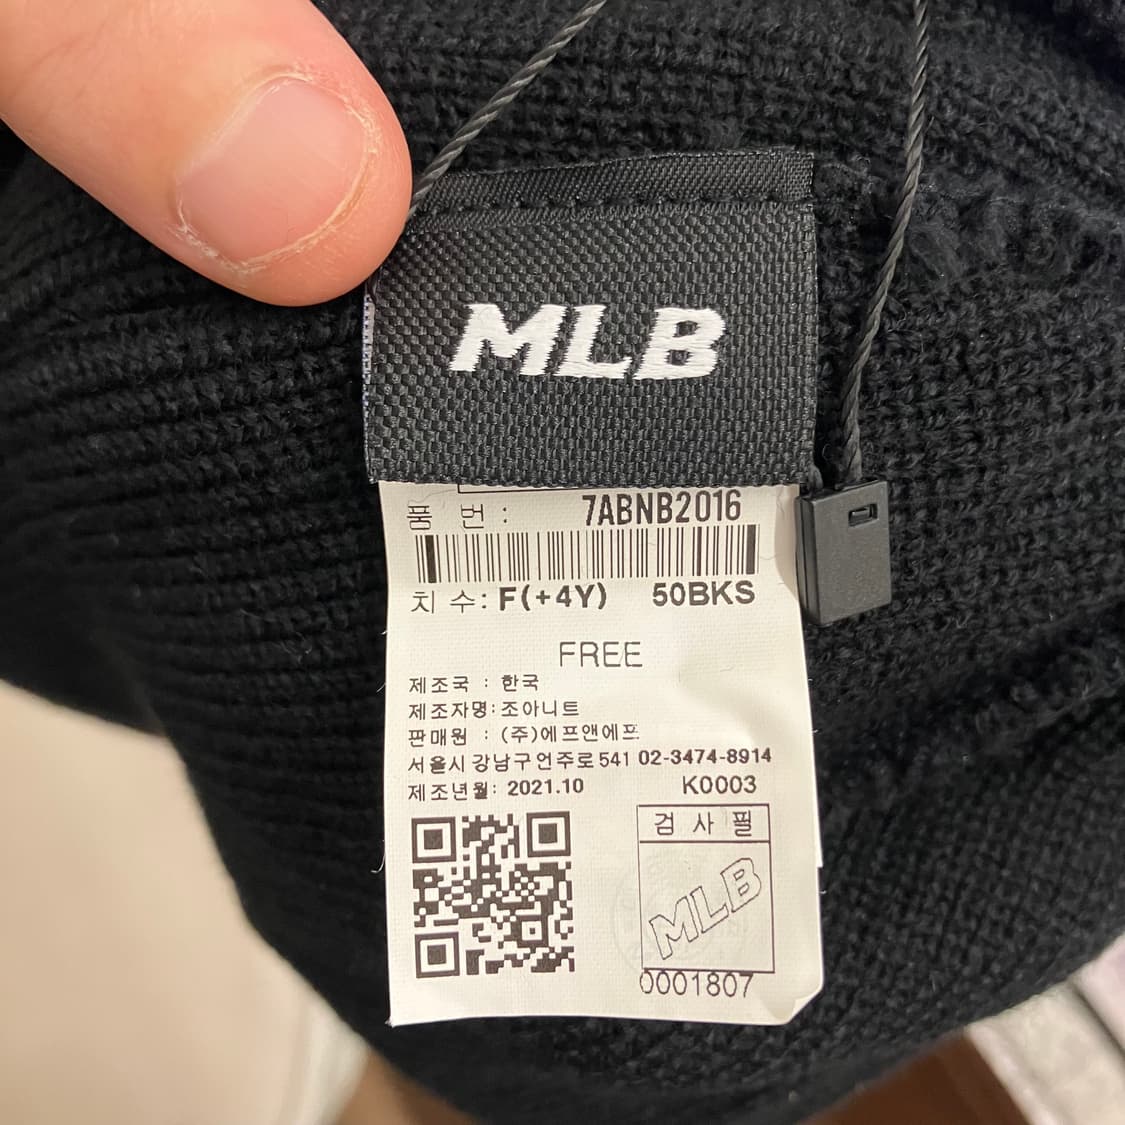 MLB
품 번 : 7ABNB2016
치 수: F(+4Y) 50BKS
FREE
제조국 : 한국
제조자명: 조아니트
판매원 : (주)에프앤에프
서울시 강남구 언주로 541 02-3474-8914
제조년월: 2021.10 K0003
검 사 필
MLB
0001807